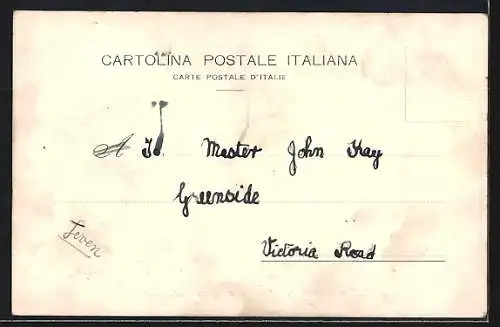 CARTOLINA POSTALE ITALIANA
CARTE POSTALE D'ITALIE
A To. Master John Kay
Greenside
Victoria Road